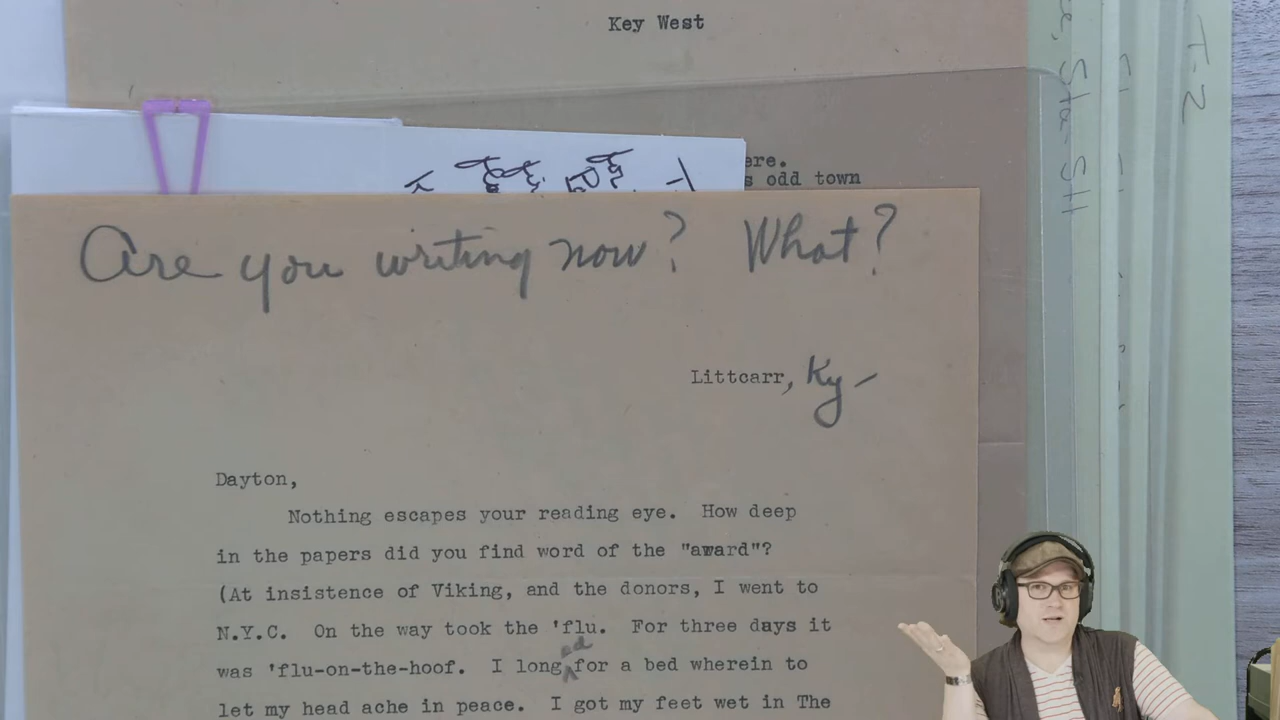 Key West
ere.
s odd town
Are you writing now? What?
Littcarr, Ky —
Dayton,
Nothing escapes your reading eye. How deep
in the papers did you find word of the "award"?
(At insistence of Viking, and the donors, I went to
N.Y.C. On the way took the 'flu. For three days it
was 'flu-on-the-hoof. I longed for a bed wherein to
let my head ache in peace. I got my feet wet in The
T-2